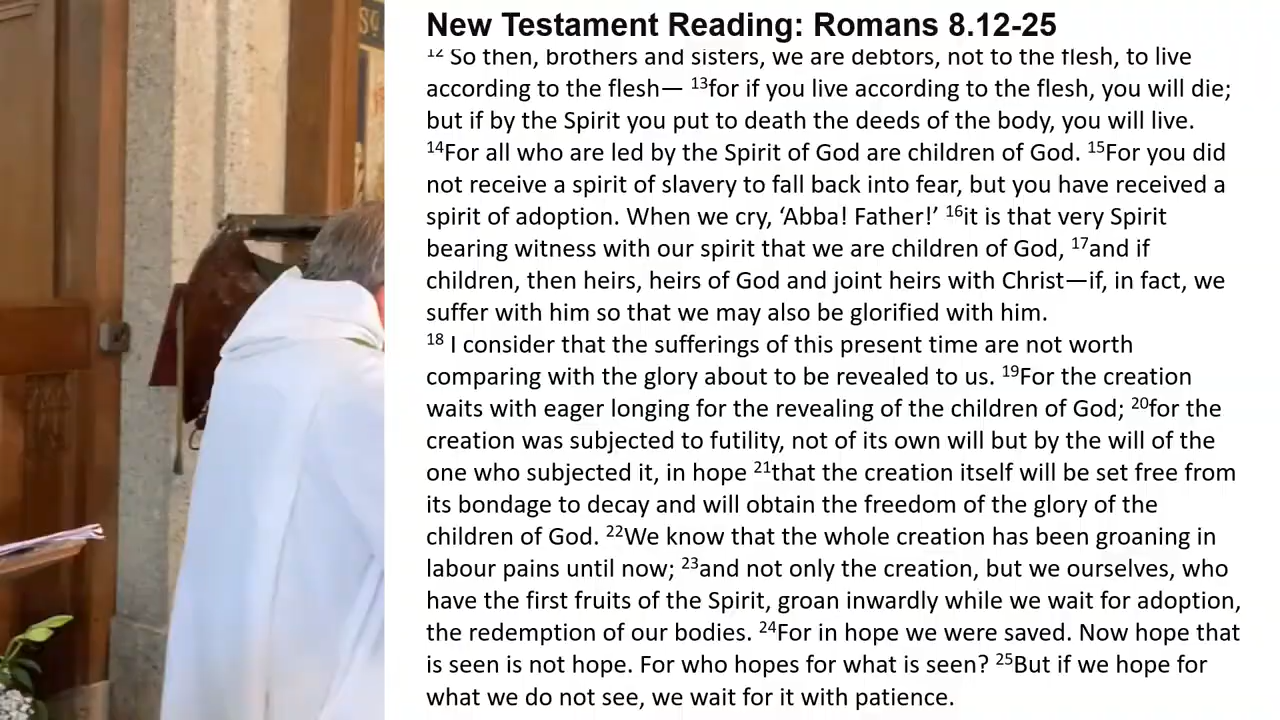 New Testament Reading: Romans 8.12-25
12 So then, brothers and sisters, we are debtors, not to the flesh, to live
according to the flesh— 13for if you live according to the flesh, you will die;
but if by the Spirit you put to death the deeds of the body, you will live.
14For all who are led by the Spirit of God are children of God. 15For you did
not receive a spirit of slavery to fall back into fear, but you have received a
spirit of adoption. When we cry, ‘Abba! Father!’ 16it is that very Spirit
bearing witness with our spirit that we are children of God, 17and if
children, then heirs, heirs of God and joint heirs with Christ—if, in fact, we
suffer with him so that we may also be glorified with him.
18 I consider that the sufferings of this present time are not worth
comparing with the glory about to be revealed to us. 19For the creation
waits with eager longing for the revealing of the children of God; 20for the
creation was subjected to futility, not of its own will but by the will of the
one who subjected it, in hope 21that the creation itself will be set free from
its bondage to decay and will obtain the freedom of the glory of the
children of God. 22We know that the whole creation has been groaning in
labour pains until now; 23and not only the creation, but we ourselves, who
have the first fruits of the Spirit, groan inwardly while we wait for adoption,
the redemption of our bodies. 24For in hope we were saved. Now hope that
is seen is not hope. For who hopes for what is seen? 25But if we hope for
what we do not see, we wait for it with patience.